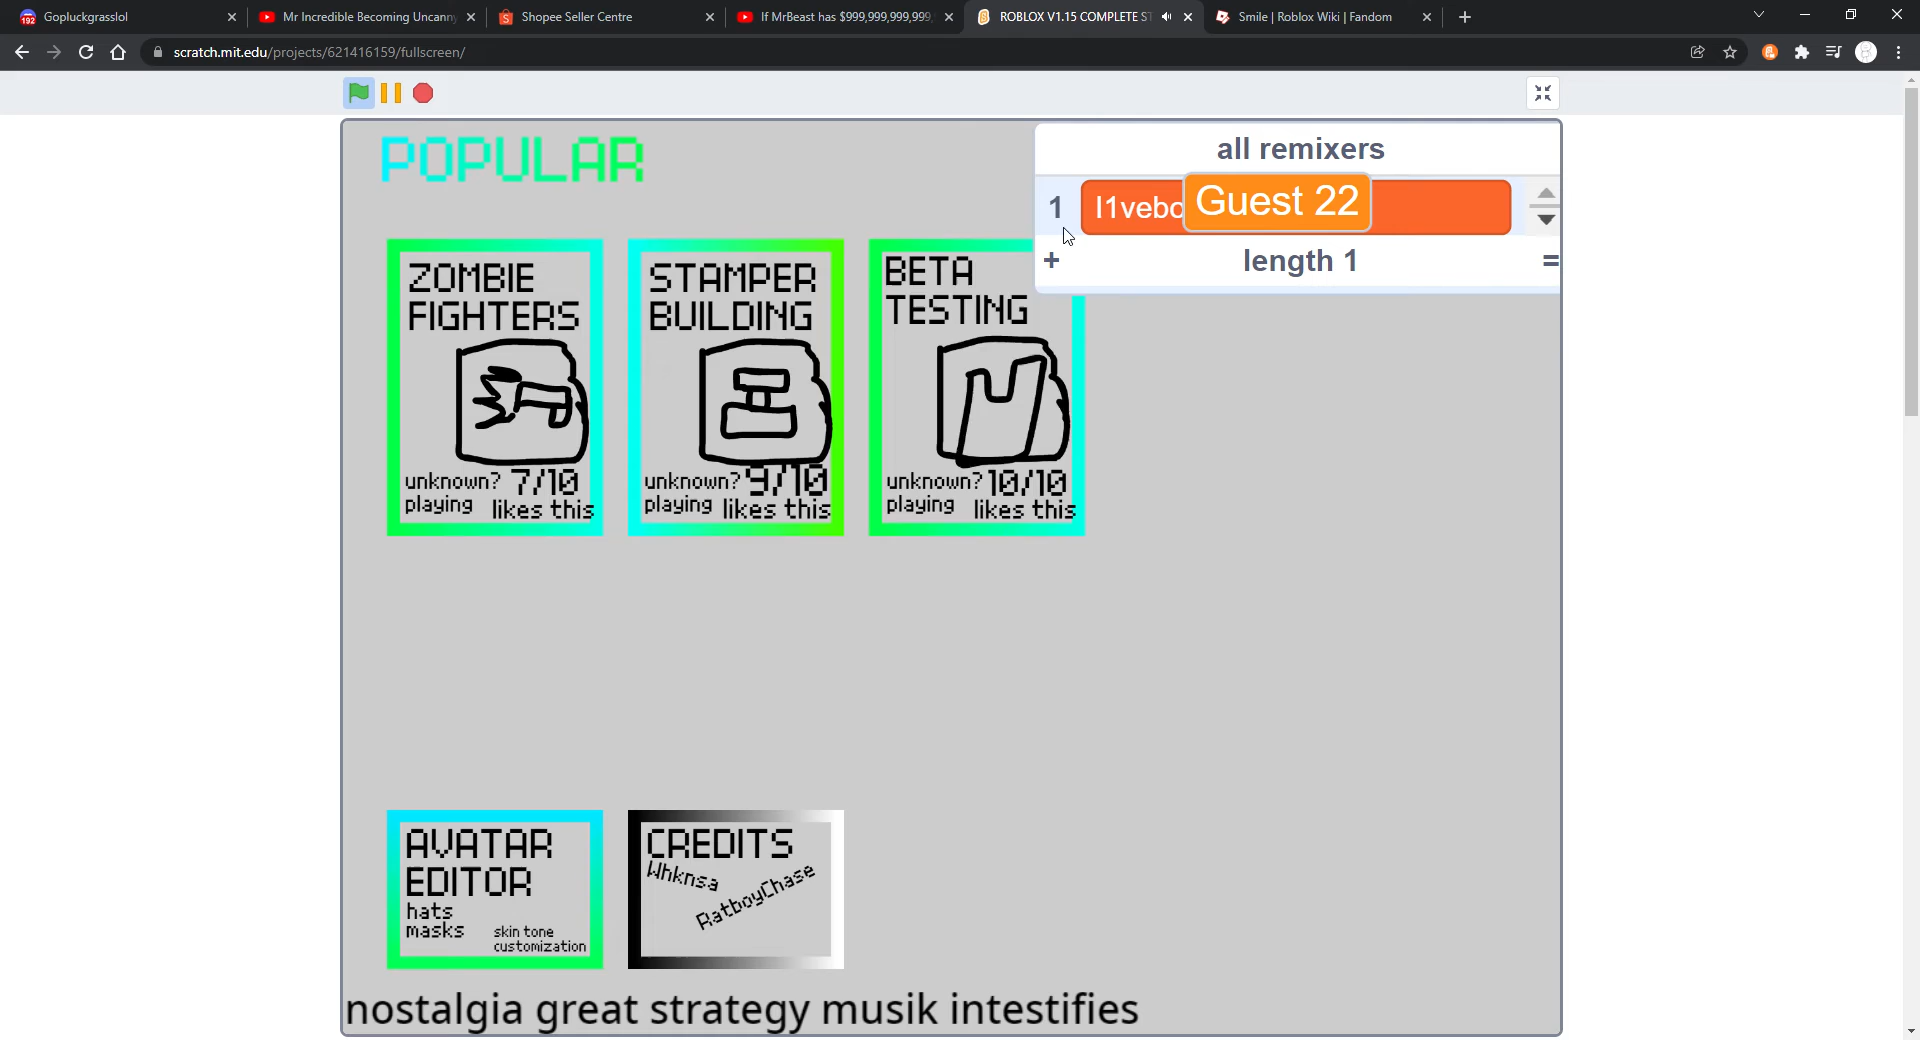 Gopluckgrasslol
Mr Incredible Becoming Uncanny
Shopee Seller Centre
If MrBeast has $999,999,999,999,
ROBLOX V1.15 COMPLETE ST
Smile | Roblox Wiki | Fandom
scratch.mit.edu/projects/621416159/fullscreen/
POPULAR
all remixers
1
Guest 22
+
length 1
=
ZOMBIE
FIGHTERS
unknown? 7/10
playing likes this
STAMPER
BUILDING
unknown? 9/10
playing likes this
BETA
TESTING
unknown? 10/10
playing likes this
AVATAR
EDITOR
hats
masks
skin tone
customization
CREDITS
Whknsa
RatboyChase
nostalgia great strategy musik intestifies